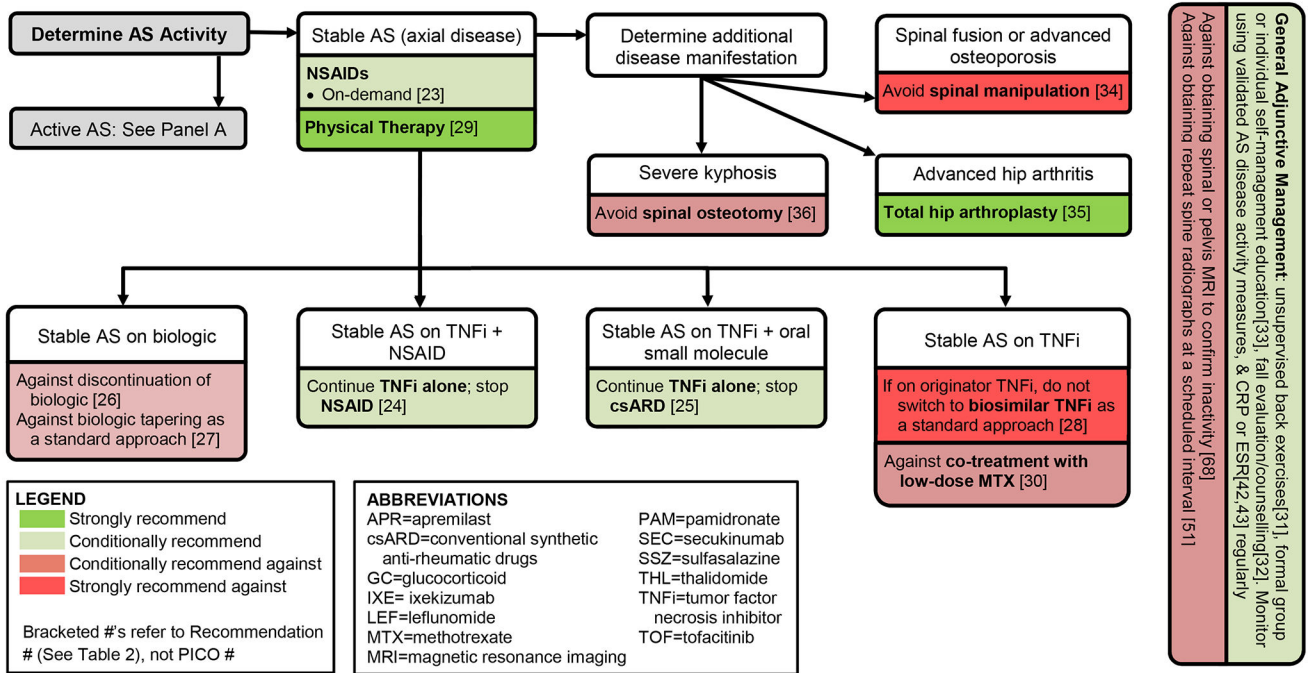 Determine AS Activity
Active AS: See Panel A
Stable AS (axial disease)
NSAIDs
• On-demand [23]
Physical Therapy [29]
Determine additional
disease manifestation
Spinal fusion or advanced
osteoporosis
Avoid spinal manipulation [34]
Severe kyphosis
Avoid spinal osteotomy [36]
Advanced hip arthritis
Total hip arthroplasty [35]
Stable AS on biologic
Against discontinuation of
biologic [26]
Against biologic tapering as
a standard approach [27]
Stable AS on TNFi +
NSAID
Continue TNFi alone; stop
NSAID [24]
Stable AS on TNFi + oral
small molecule
Continue TNFi alone; stop
csARD [25]
Stable AS on TNFi
If on originator TNFi, do not
switch to biosimilar TNFi as
a standard approach [28]
Against co-treatment with
low-dose MTX [30]
General Adjunctive Management: unsupervised back exercises[31], formal group
or individual self-management education[33], fall evaluation/counselling[32]. Monitor
using validated AS disease activity measures, & CRP or ESR[42,43] regularly
Against obtaining spinal or pelvis MRI to confirm inactivity [68]
Against obtaining repeat spine radiographs at a scheduled interval [51]
LEGEND
Strongly recommend
Conditionally recommend
Conditionally recommend against
Strongly recommend against
Bracketed #'s refer to Recommendation
# (See Table 2), not PICO #
ABBREVIATIONS
APR=apremilast
csARD=conventional synthetic
anti-rheumatic drugs
GC=glucocorticoid
IXE= ixekizumab
LEF=leflunomide
MTX=methotrexate
MRI=magnetic resonance imaging
PAM=pamidronate
SEC=secukinumab
SSZ=sulfasalazine
THL=thalidomide
TNFi=tumor factor
necrosis inhibitor
TOF=tofacitinib